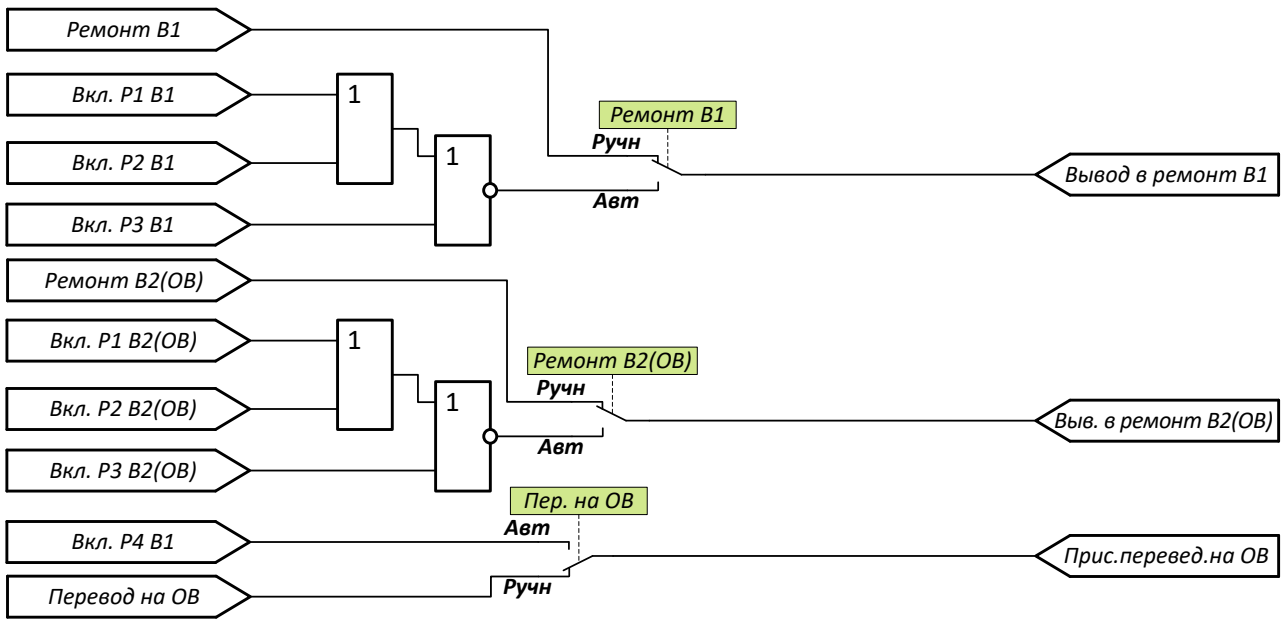 Ремонт В1
Вкл. Р1 В1
1
Ремонт В1
Ручн
Вкл. Р2 В1
1
Вывод в ремонт В1
Авт
Вкл. Р3 В1
Ремонт В2(ОВ)
Вкл. Р1 В2(ОВ)
1
Ремонт В2(ОВ)
Ручн
Вкл. Р2 В2(ОВ)
1
Выв. в ремонт В2(ОВ)
Авт
Вкл. Р3 В2(ОВ)
Пер. на ОВ
Авт
Вкл. Р4 В1
Прис.перевед.на ОВ
Ручн
Перевод на ОВ